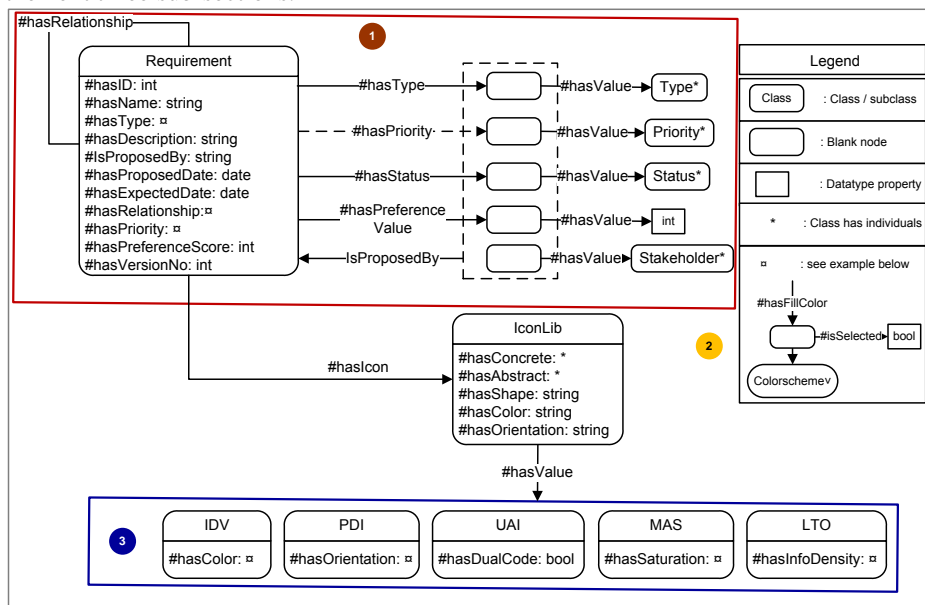 #hasRelationship
1
Requirement
#hasID: int
#hasName: string
#hasType: ¤
#hasDescription: string
#IsProposedBy: string
#hasProposedDate: date
#hasExpectedDate: date
#hasRelationship:¤
#hasPriority: ¤
#hasPreferenceScore: int
#hasVersionNo: int
#hasType
#hasValue
Type*
#hasPriority
#hasValue
Priority*
#hasStatus
#hasValue
Status*
#hasPreference
Value
#hasValue
int
IsProposedBy
#hasValue
Stakeholder*
Legend
Class
: Class / subclass
: Blank node
: Datatype property
*
: Class has individuals
¤
: see example below
#hasFillColor
#isSelected
bool
Colorschemev
2
#hasIcon
IconLib
#hasConcrete: *
#hasAbstract: *
#hasShape: string
#hasColor: string
#hasOrientation: string
#hasValue
3
IDV
#hasColor: ¤
PDI
#hasOrientation: ¤
UAI
#hasDualCode: bool
MAS
#hasSaturation: ¤
LTO
#hasInfoDensity: ¤